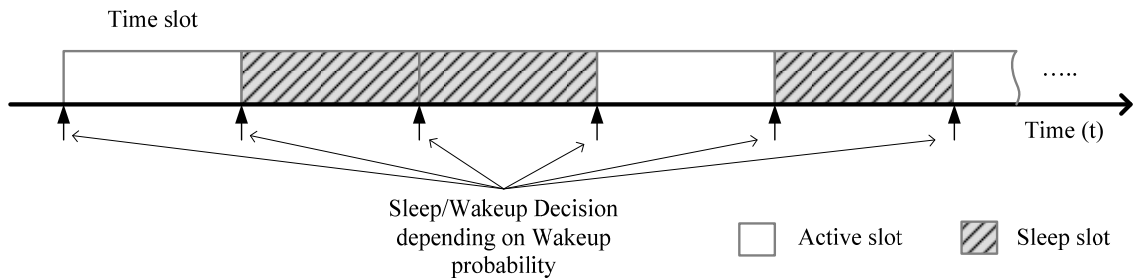 Time slot
.....
Time (t)
Sleep/Wakeup Decision
depending on Wakeup
probability
Active slot
Sleep slot